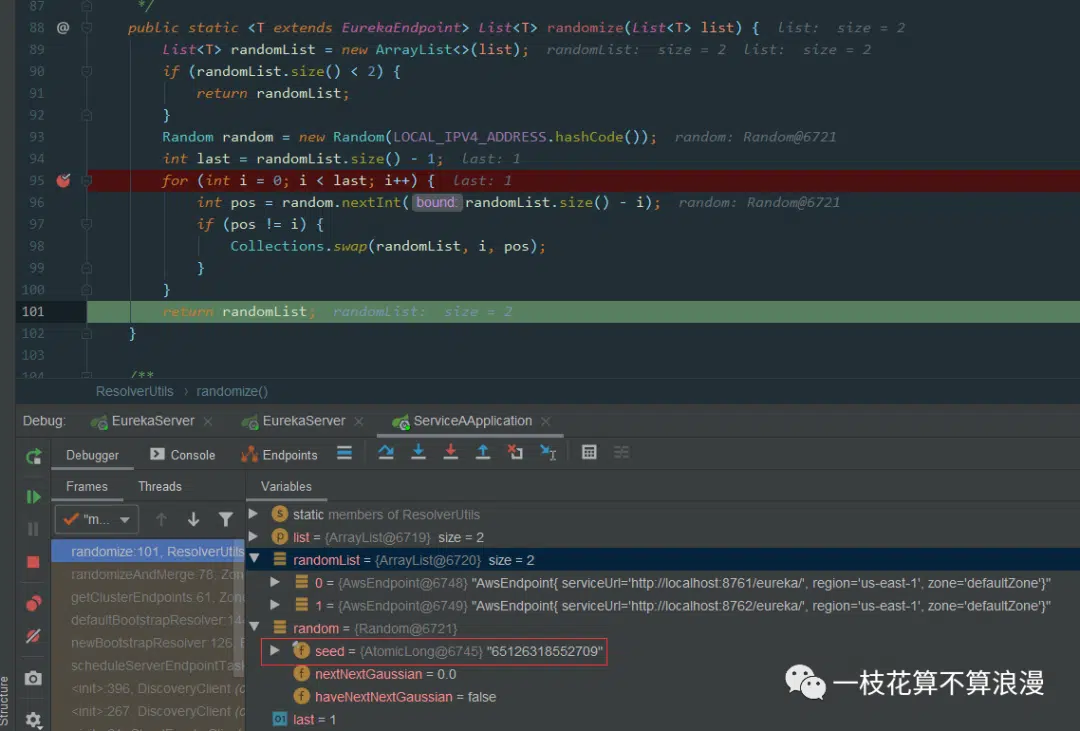 87 */
88 @ public static <T extends EurekaEndpoint> List<T> randomize(List<T> list) { list: size = 2
89 List<T> randomList = new ArrayList<>(list); randomList: size = 2 list: size = 2
90 if (randomList.size() < 2) {
91 return randomList;
92 }
93 Random random = new Random(LOCAL_IPV4_ADDRESS.hashCode()); random: Random@6721
94 int last = randomList.size() - 1; last: 1
95 for (int i = 0; i < last; i++) { last: 1
96 int pos = random.nextInt( bound: randomList.size() - i); random: Random@6721
97 if (pos != i) {
98 Collections.swap(randomList, i, pos);
99 }
100 }
101 return randomList; randomList: size = 2
102 }
103
104 /**
ResolverUtils › randomize()
Debug: EurekaServer × EurekaServer × ServiceAApplication ×
Debugger Console Endpoints
Frames Threads Variables
"m...
randomize:101, ResolverUtils
randomizeAndMerge:78, Zon
getClusterEndpoints:61, Zon
defaultBootstrapResolver:14
newBootstrapResolver:126, E
scheduleServerEndpointTask
<init>:396, DiscoveryClient (c
<init>:267, DiscoveryClient (c
static members of ResolverUtils
list = {ArrayList@6719} size = 2
randomList = {ArrayList@6720} size = 2
0 = {AwsEndpoint@6748} "AwsEndpoint{ serviceUrl='http://localhost:8761/eureka/', region='us-east-1', zone='defaultZone'}"
1 = {AwsEndpoint@6749} "AwsEndpoint{ serviceUrl='http://localhost:8762/eureka/', region='us-east-1', zone='defaultZone'}"
random = {Random@6721}
seed = {AtomicLong@6745} "65126318552709"
nextNextGaussian = 0.0
haveNextNextGaussian = false
last = 1
Structure
一枝花算不算浪漫